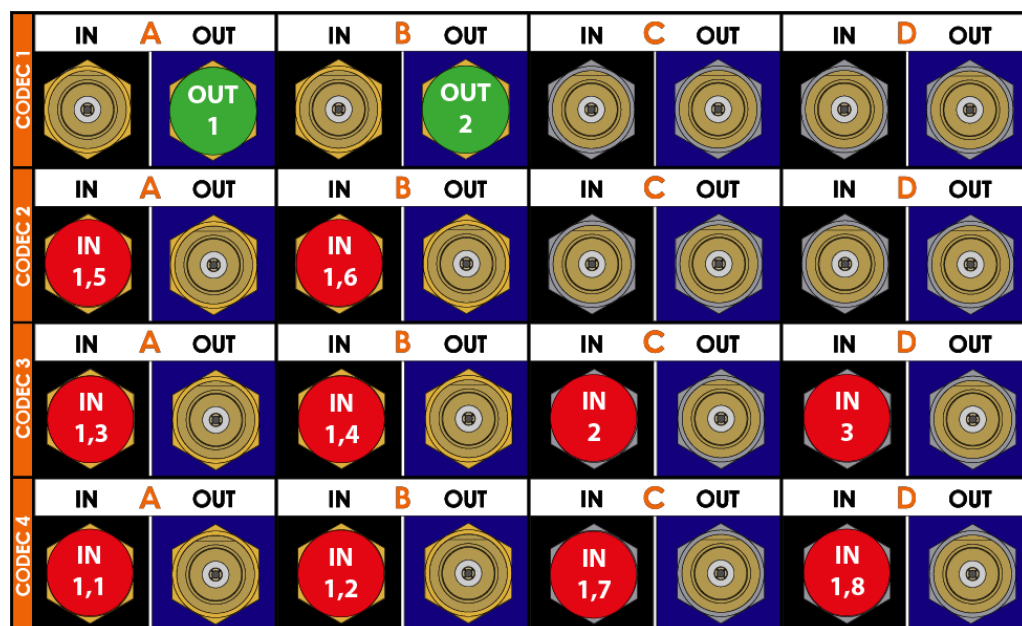 CODEC 1
IN A OUT IN B OUT IN C OUT IN D OUT
OUT
1
OUT
2
CODEC 2
IN A OUT IN B OUT IN C OUT IN D OUT
IN
1,5
IN
1,6
CODEC 3
IN A OUT IN B OUT IN C OUT IN D OUT
IN
1,3
IN
1,4
IN
2
IN
3
CODEC 4
IN A OUT IN B OUT IN C OUT IN D OUT
IN
1,1
IN
1,2
IN
1,7
IN
1,8